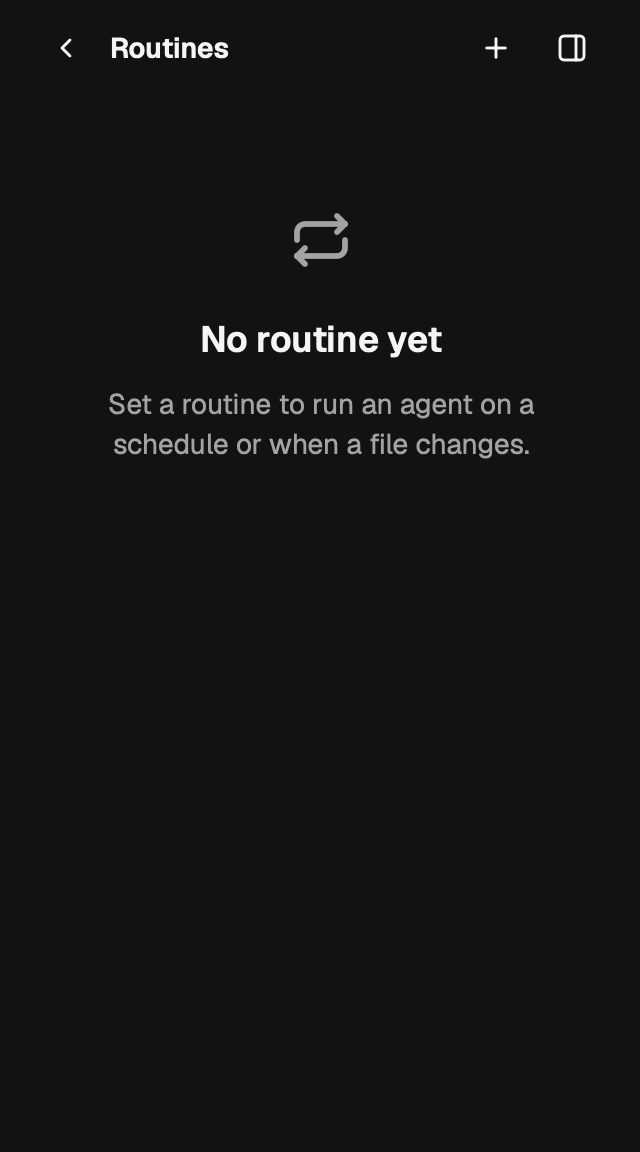 Routines
No routine yet
Set a routine to run an agent on a
schedule or when a file changes.